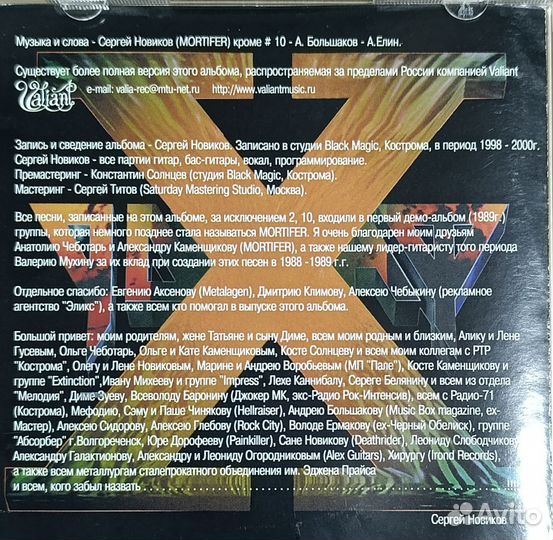 Музыка и слова - Сергей Новиков (MORTIFER) кроме # 10 - А. Большаков - А.Елин.
Существует более полная версия этого альбома, распространяемая за пределами России компанией Valiant
Valiant
e-mail: valia-rec@mtu-net.ru http://www.valiantmusic.ru
Запись и сведение альбома - Сергей Новиков. Записано в студии Black Magic, Кострома, в период 1998 - 2000г.
Сергей Новиков - все партии гитар, бас-гитары, вокал, программирование.
Премастеринг - Константин Солнцев (студия Black Magic, Кострома).
Мастеринг - Сергей Титов (Saturday Mastering Studio, Москва).
Все песни, записанные на этом альбоме, за исключением 2, 10, входили в первый демо-альбом (1989г.)
группы, которая немного позднее стала называться MORTIFER. Я очень благодарен моим друзьям
Анатолию Чеботарь и Александру Каменщикову (MORTIFER), а также нашему лидер-гитаристу того периода
Валерию Мухину за их вклад при создании этих песен в 1988 -1989 г.г.
Отдельное спасибо: Евгению Аксенову (Metalagen), Дмитрию Климову, Алексею Чебыкину (рекламное
агентство "Эликс"), а также всем кто помогал в выпуске этого альбома.
Большой привет: моим родителям, жене Татьяне и сыну Диме, всем моим родным и близким, Алику и Лене
Гусевым, Ольге Чеботарь, Ольге и Кате Каменщиковым, Косте Солнцеву и всем моим коллегам с РТР
"Кострома", Олегу и Лене Новиковым, Марине и Андрею Воробьевым (МП "Пале"), Косте Каменщикову и
группе "Extinction",Ивану Михееву и группе "Impress", Лехе Канибалу, Сереге Белянину и всем из отдела
"Мелодия", Диме Зуеву, Всеволоду Баронину (Джокер МК, экс-Радио Рок-Интенсив), всем с Радио-71
(Кострома), Мефодию, Сэму и Паше Чинякову (Hellraiser), Андрею Большакову (Music Box magazine, ex-
Мастер), Алексею Сидорову, Алексею Глебову (Rock City), Володе Ермакову (ex-Черный Обелиск), группе
"Абсорбер" г.Волгореченск, Юре Дорофееву (Painkiller), Сане Новикову (Deathrider), Леониду Слободчикову,
Александру Галактионову, Александру и Леониду Огородниковым (Alex Guitars), Хирургу (Irond Records),
а также всем металлургам сталепрокатного объединения им. Эджена Прайса
и всем, кого забыл назвать ........................................................................ !!!!
Сергей Новиков
Avito